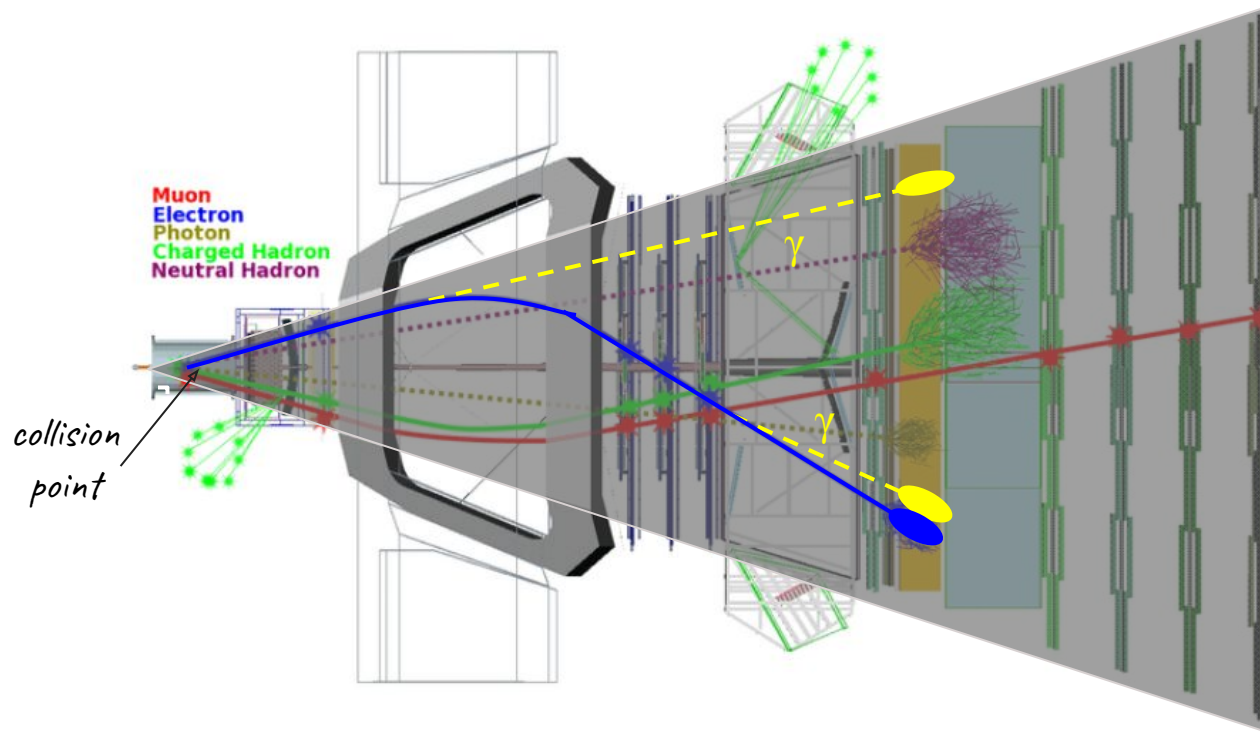 Muon
Electron
Photon
Charged Hadron
Neutral Hadron
γ
γ
collision
point